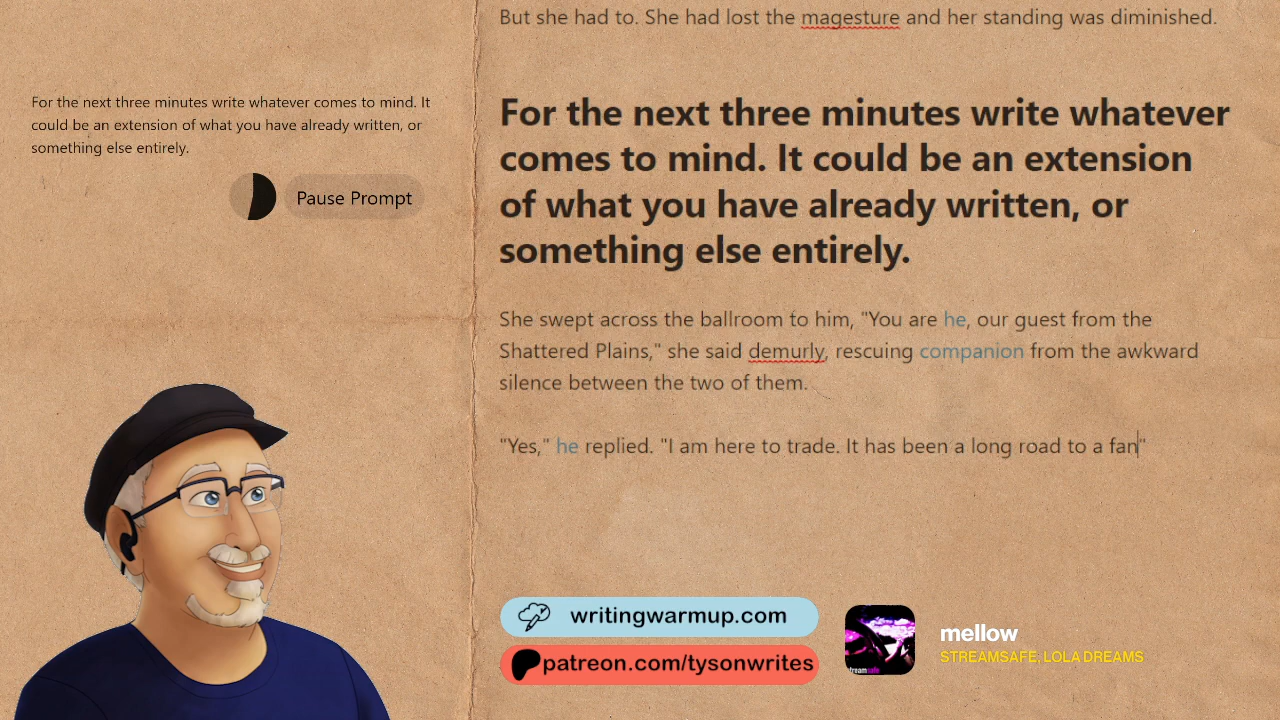 But she had to. She had lost the magesture and her standing was diminished.
For the next three minutes write whatever comes to mind. It
could be an extension of what you have already written, or
something else entirely.
Pause Prompt
For the next three minutes write whatever
comes to mind. It could be an extension
of what you have already written, or
something else entirely.
She swept across the ballroom to him, "You are he, our guest from the
Shattered Plains," she said demurly, rescuing companion from the awkward
silence between the two of them.
"Yes," he replied. "I am here to trade. It has been a long road to a fan"
writingwarmup.com
patreon.com/tysonwrites
mellow
STREAMSAFE, LOLA DREAMS
streamsafe